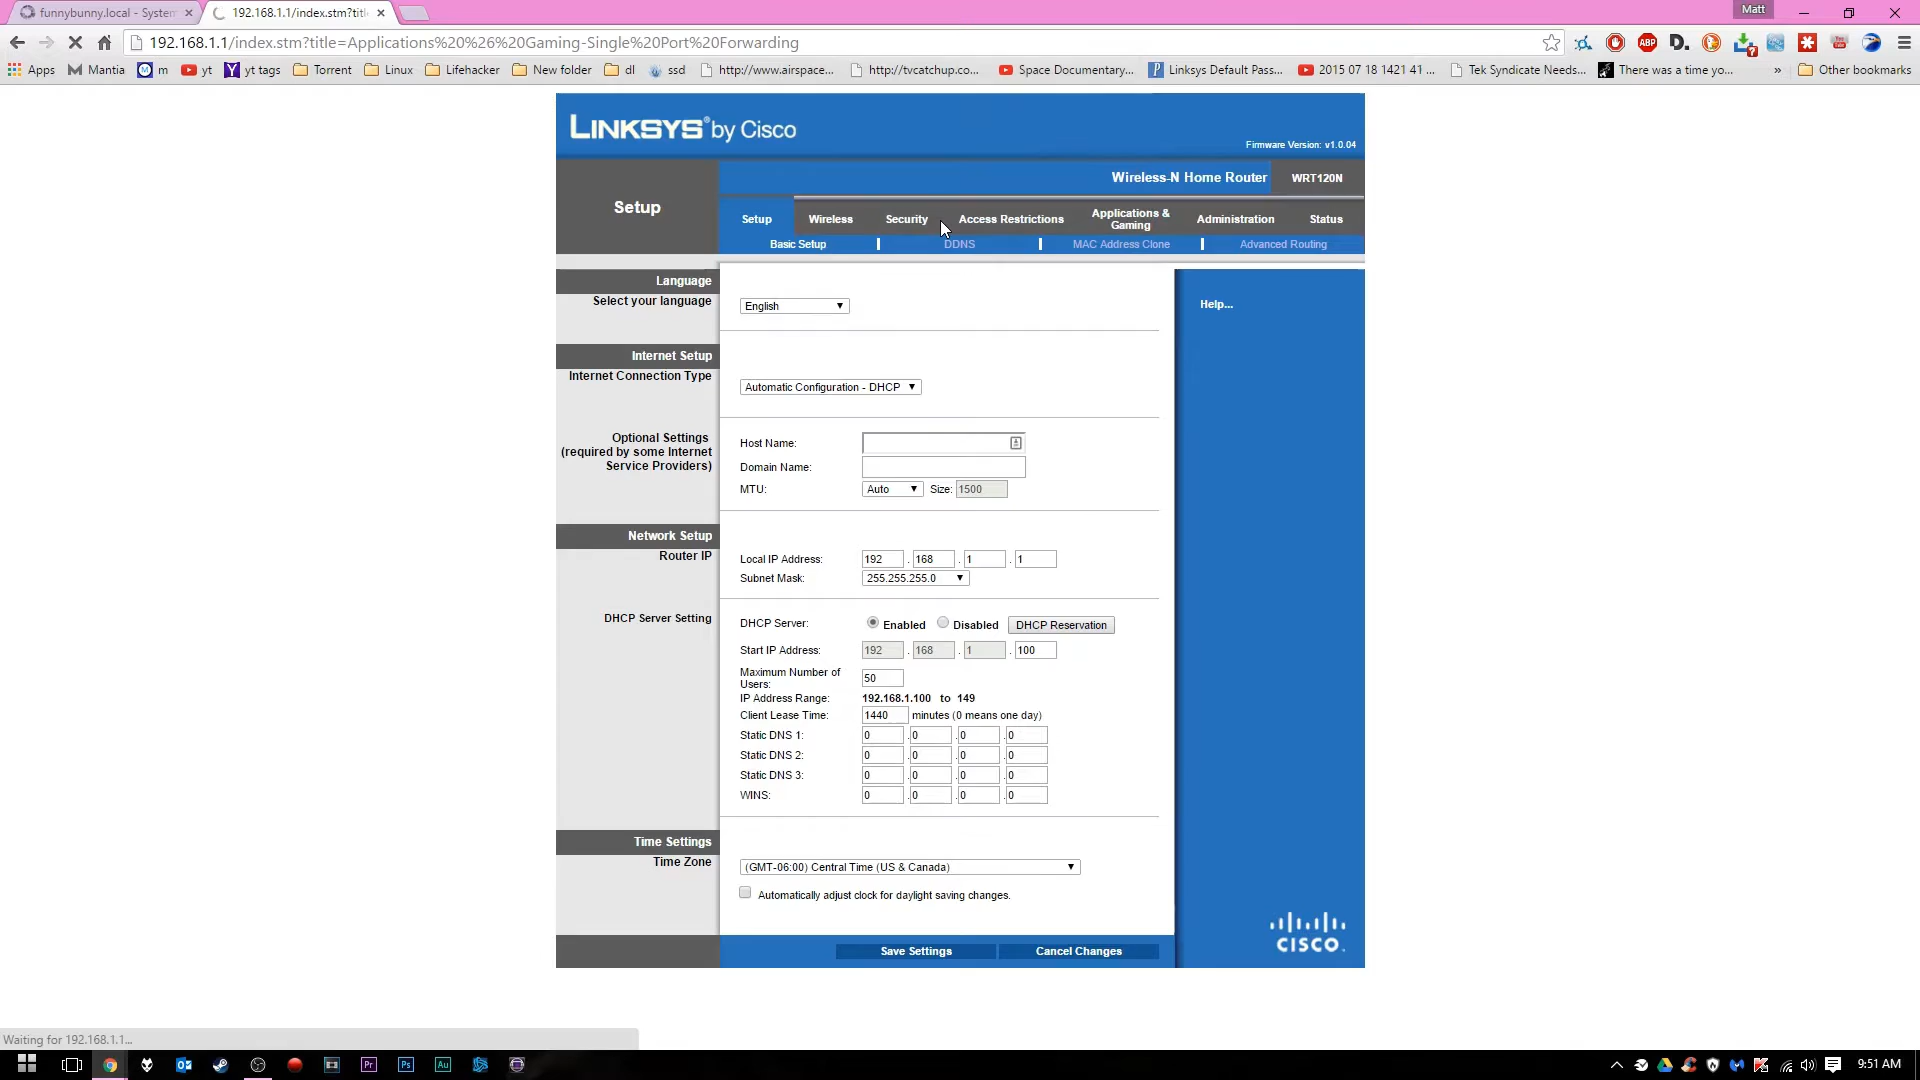 funnybunny.local - System
192.168.1.1/index.stm?titl
Matt
192.168.1.1/index.stm?title=Applications%20%26%20Gaming-Single%20Port%20Forwarding
Apps Mantia m yt yt tags Torrent Linux Lifehacker New folder dl ssd http://www.airspace... http://tvcatchup.co... Space Documentary... Linksys Default Pass... 2015 07 18 1421 41 ... Tek Syndicate Needs... There was a time yo... » Other bookmarks
LINKSYS® by Cisco
Firmware Version: v1.0.04
Wireless-N Home Router WRT120N
Setup
Setup Wireless Security Access Restrictions Applications & Gaming Administration Status
Basic Setup DDNS MAC Address Clone Advanced Routing
Language
Select your language
English
Help...
Internet Setup
Internet Connection Type
Automatic Configuration - DHCP
Optional Settings
(required by some Internet
Service Providers)
Host Name:
Domain Name:
MTU: Auto Size: 1500
Network Setup
Router IP
Local IP Address: 192 . 168 . 1 . 1
Subnet Mask: 255.255.255.0
DHCP Server Setting
DHCP Server: Enabled Disabled DHCP Reservation
Start IP Address: 192 . 168 . 1 . 100
Maximum Number of
Users: 50
IP Address Range: 192.168.1.100 to 149
Client Lease Time: 1440 minutes (0 means one day)
Static DNS 1: 0 . 0 . 0 . 0
Static DNS 2: 0 . 0 . 0 . 0
Static DNS 3: 0 . 0 . 0 . 0
WINS: 0 . 0 . 0 . 0
Time Settings
Time Zone
(GMT-06:00) Central Time (US & Canada)
Automatically adjust clock for daylight saving changes.
CISCO.
Save Settings Cancel Changes
Waiting for 192.168.1.1...
9:51 AM